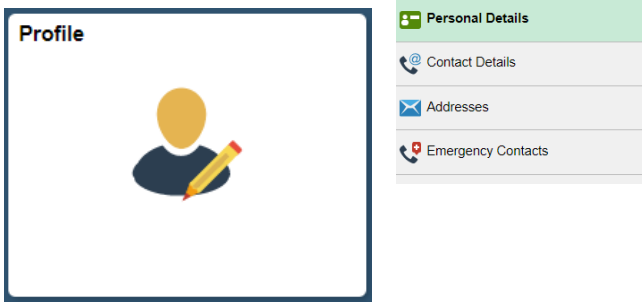 Profile
Personal Details
Contact Details
Addresses
Emergency Contacts